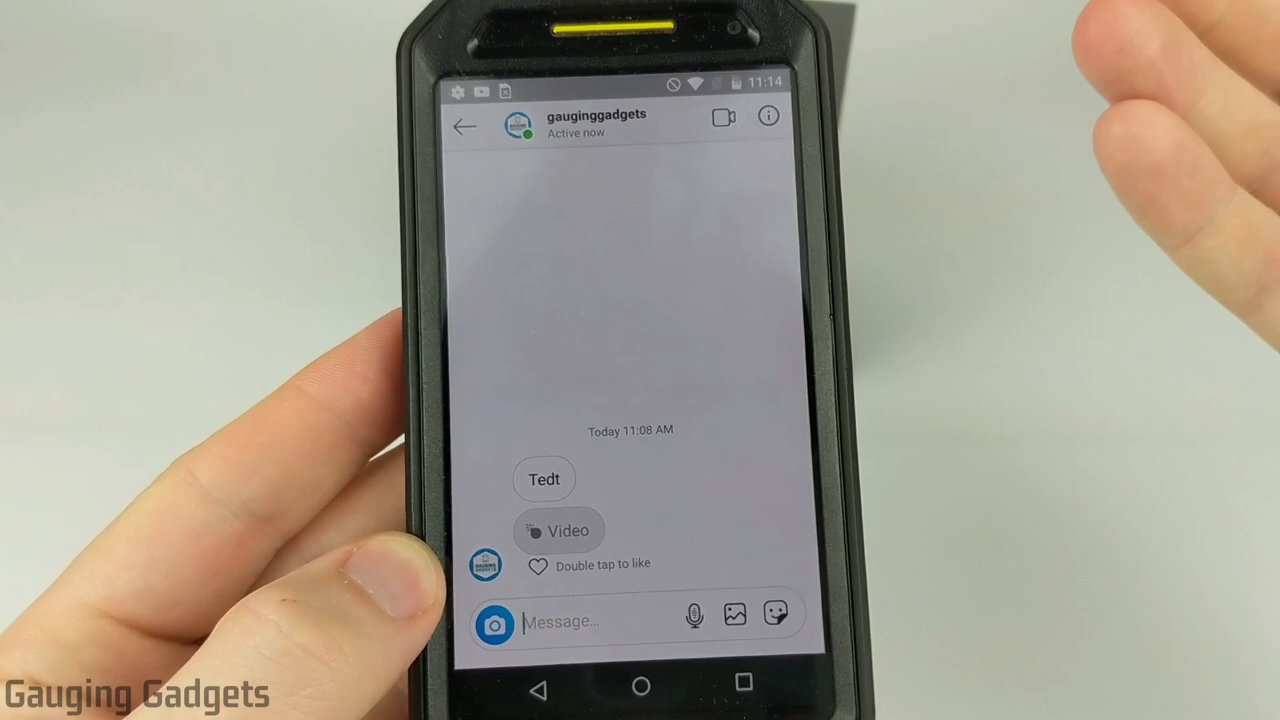 11:14
gauginggadgets
Active now
Today 11:08 AM
Tedt
Video
Double tap to like
Message...
Gauging Gadgets